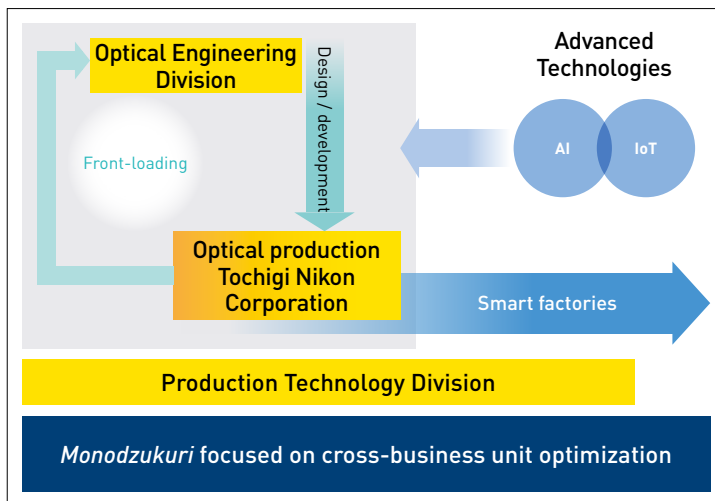 Optical Engineering
Division
Design / development
Front-loading
Advanced
Technologies
AI
IoT
Optical production
Tochigi Nikon
Corporation
Smart factories
Production Technology Division
Monodzukuri focused on cross-business unit optimization